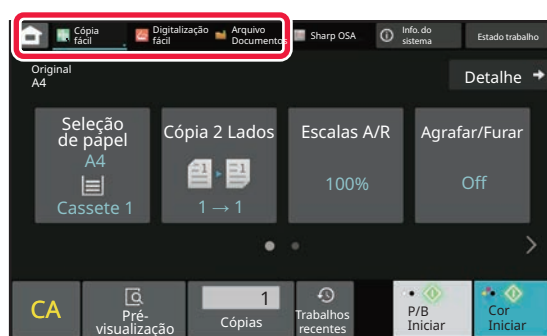 Cópia
fácil
Digitalização
fácil
Arquivo
Documentos
Sharp OSA
Info. do
sistema
Estado trabalho
Original
A4
Detalhe
Seleção
de papel
A4
Cassete 1
Cópia 2 Lados
1 1
1 → 1
Escalas A/R
100%
Agrafar/Furar
Off
CA
Pré-
visualização
1
Cópias
Trabalhos
recentes
P/B
Iniciar
Cor
Iniciar